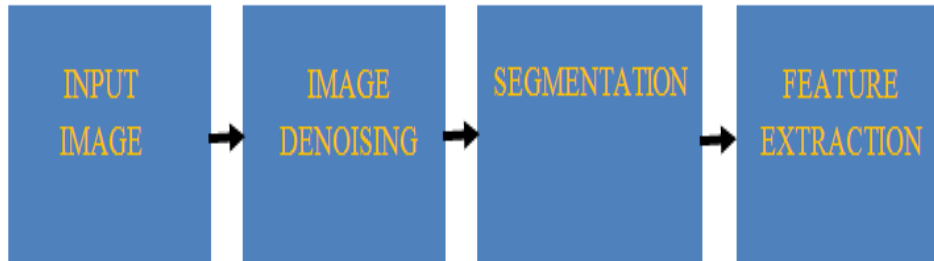 INPUT
IMAGE
IMAGE
DENOISING
SEGMENTATION
FEATURE
EXTRACTION